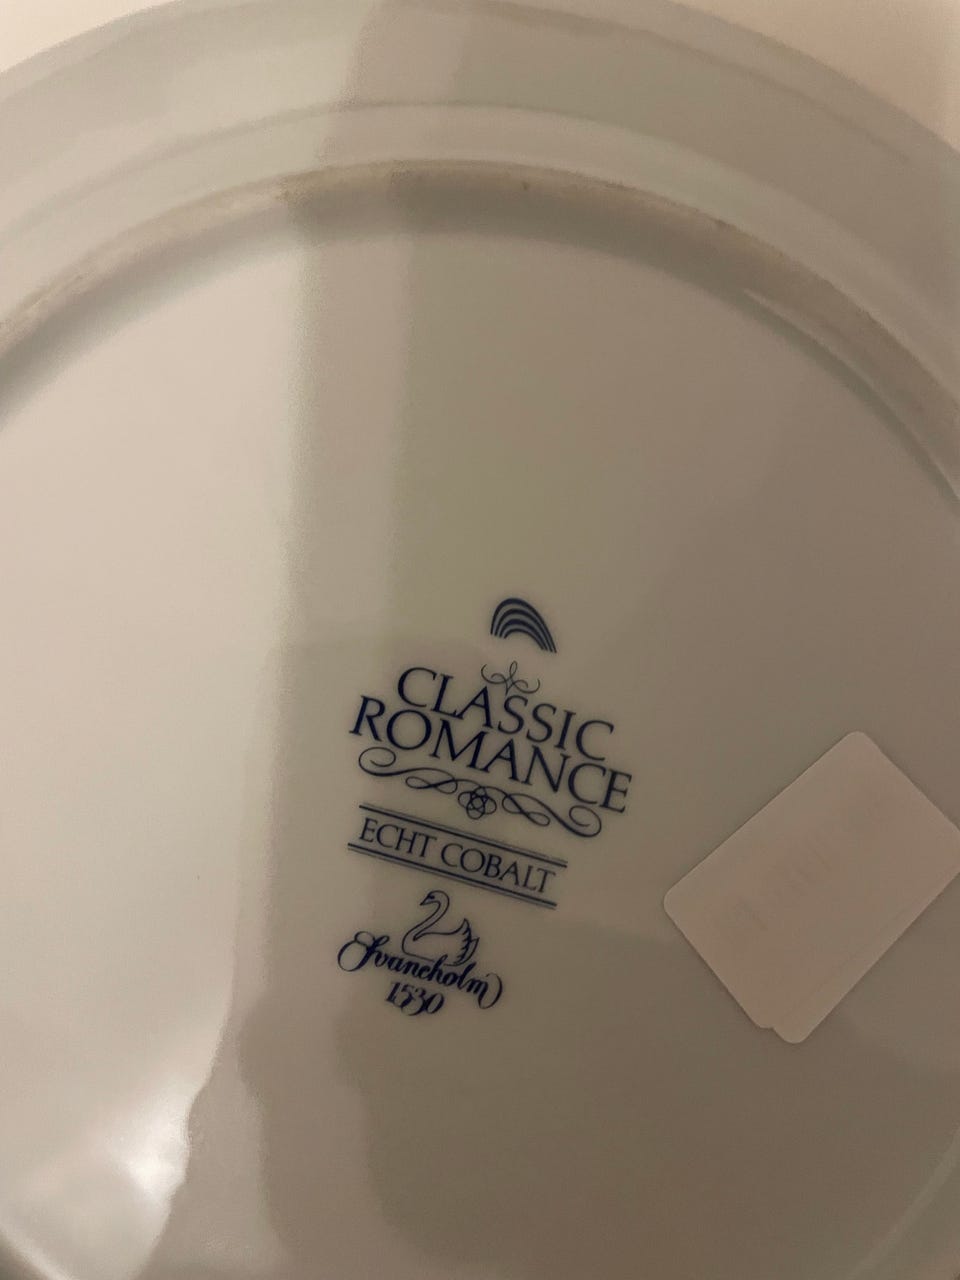 CLASSIC
ROMANCE
ECHT COBALT
Svaneholm
1530